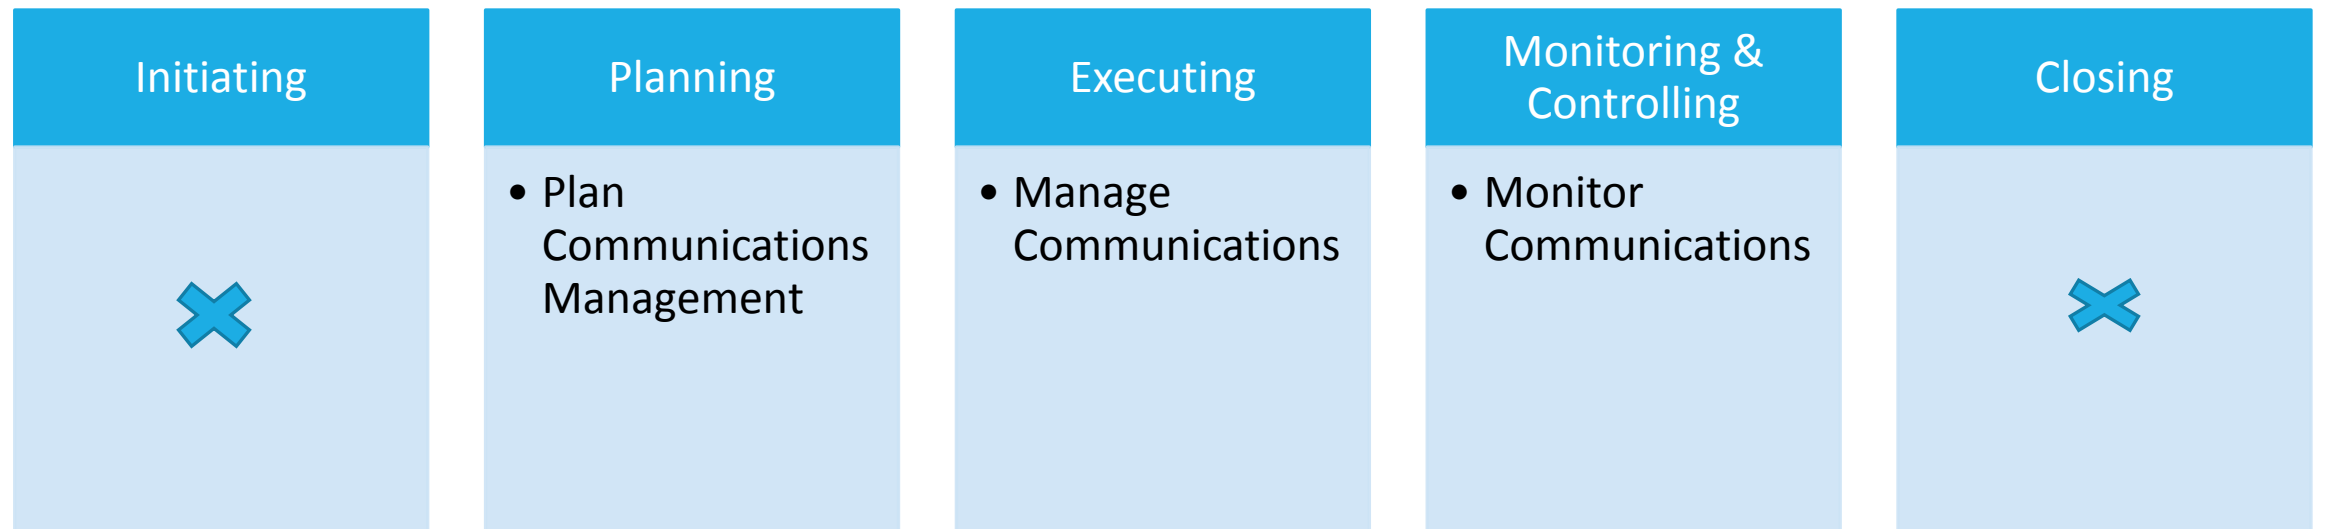 Initiating
Planning
Executing
Monitoring &
Controlling
Closing
• Plan
Communications
Management
• Manage
Communications
• Monitor
Communications